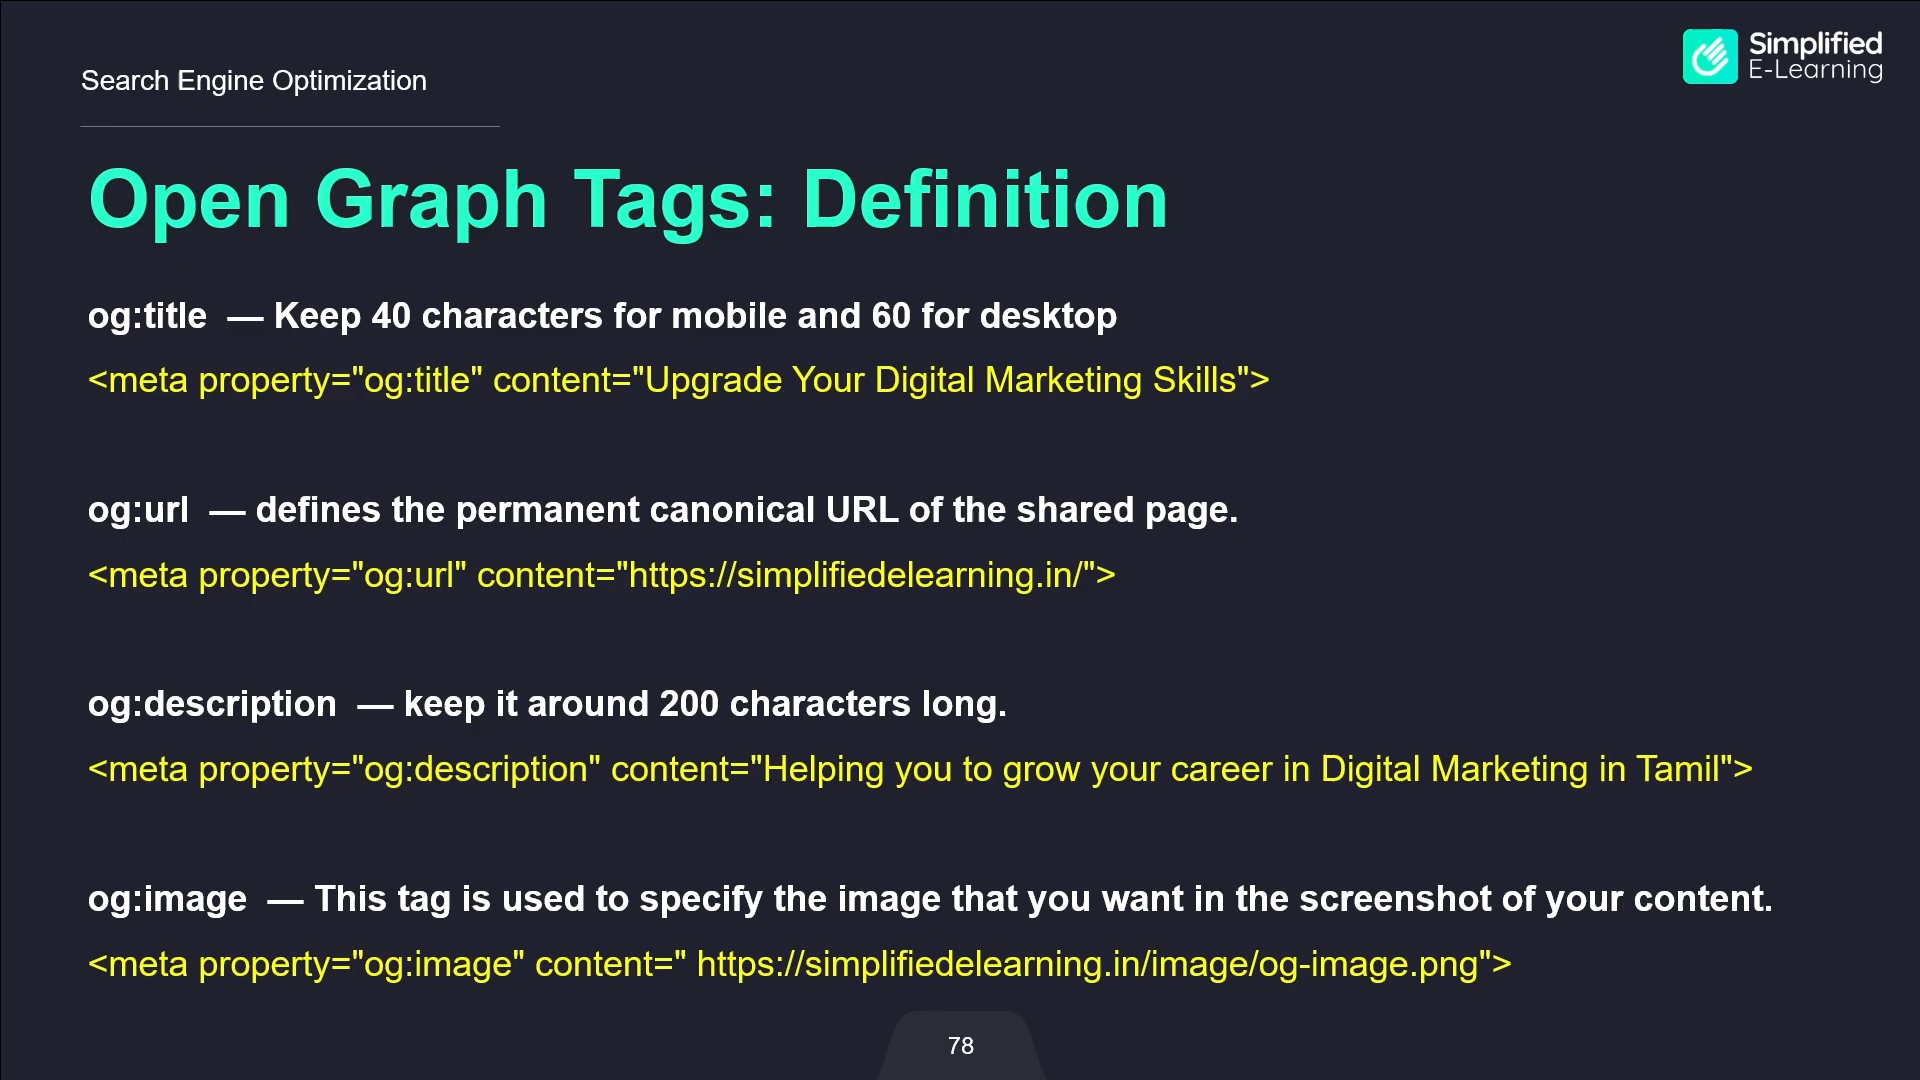 Simplified
E-Learning
Search Engine Optimization
Open Graph Tags: Definition
og:title — Keep 40 characters for mobile and 60 for desktop
<meta property="og:title" content="Upgrade Your Digital Marketing Skills">
og:url — defines the permanent canonical URL of the shared page.
<meta property="og:url" content="https://simplifiedelearning.in/">
og:description — keep it around 200 characters long.
<meta property="og:description" content="Helping you to grow your career in Digital Marketing in Tamil">
og:image — This tag is used to specify the image that you want in the screenshot of your content.
<meta property="og:image" content=" https://simplifiedelearning.in/image/og-image.png">
78